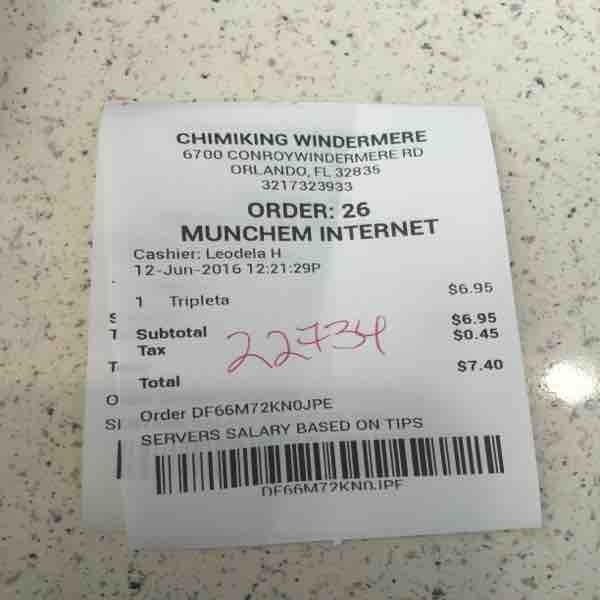 CHIMIKING WINDERMERE
6700 CONROYWINDERMERE RD
ORLANDO, FL 32835
3217323933
ORDER: 26
MUNCHEM INTERNET
Cashier: Leodela H
12-Jun-2016 12:21:29P
1 Tripleta $6.95
Subtotal $6.95
Tax $0.45
22734
Total $7.40
Order DF66M72KN0JPE
SERVERS SALARY BASED ON TIPS
DF66M72KN0JPE